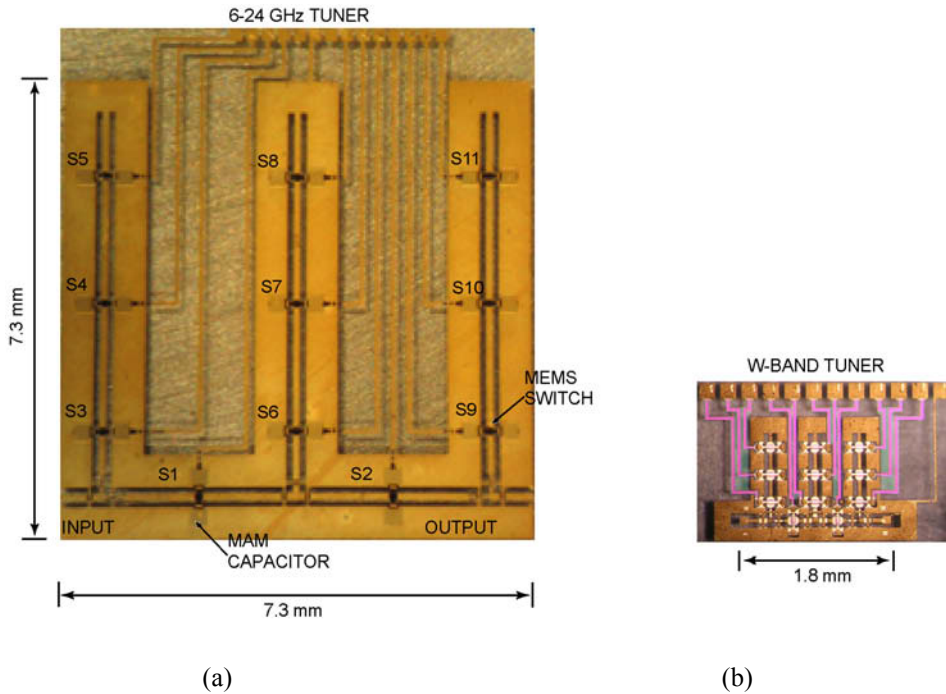 6-24 GHz TUNER
S5
S8
S11
S4
S7
S10
7.3 mm
MEMS
SWITCH
S3
S6
S9
S1
S2
INPUT
OUTPUT
MAM
CAPACITOR
7.3 mm
W-BAND TUNER
1.8 mm
(a)
(b)